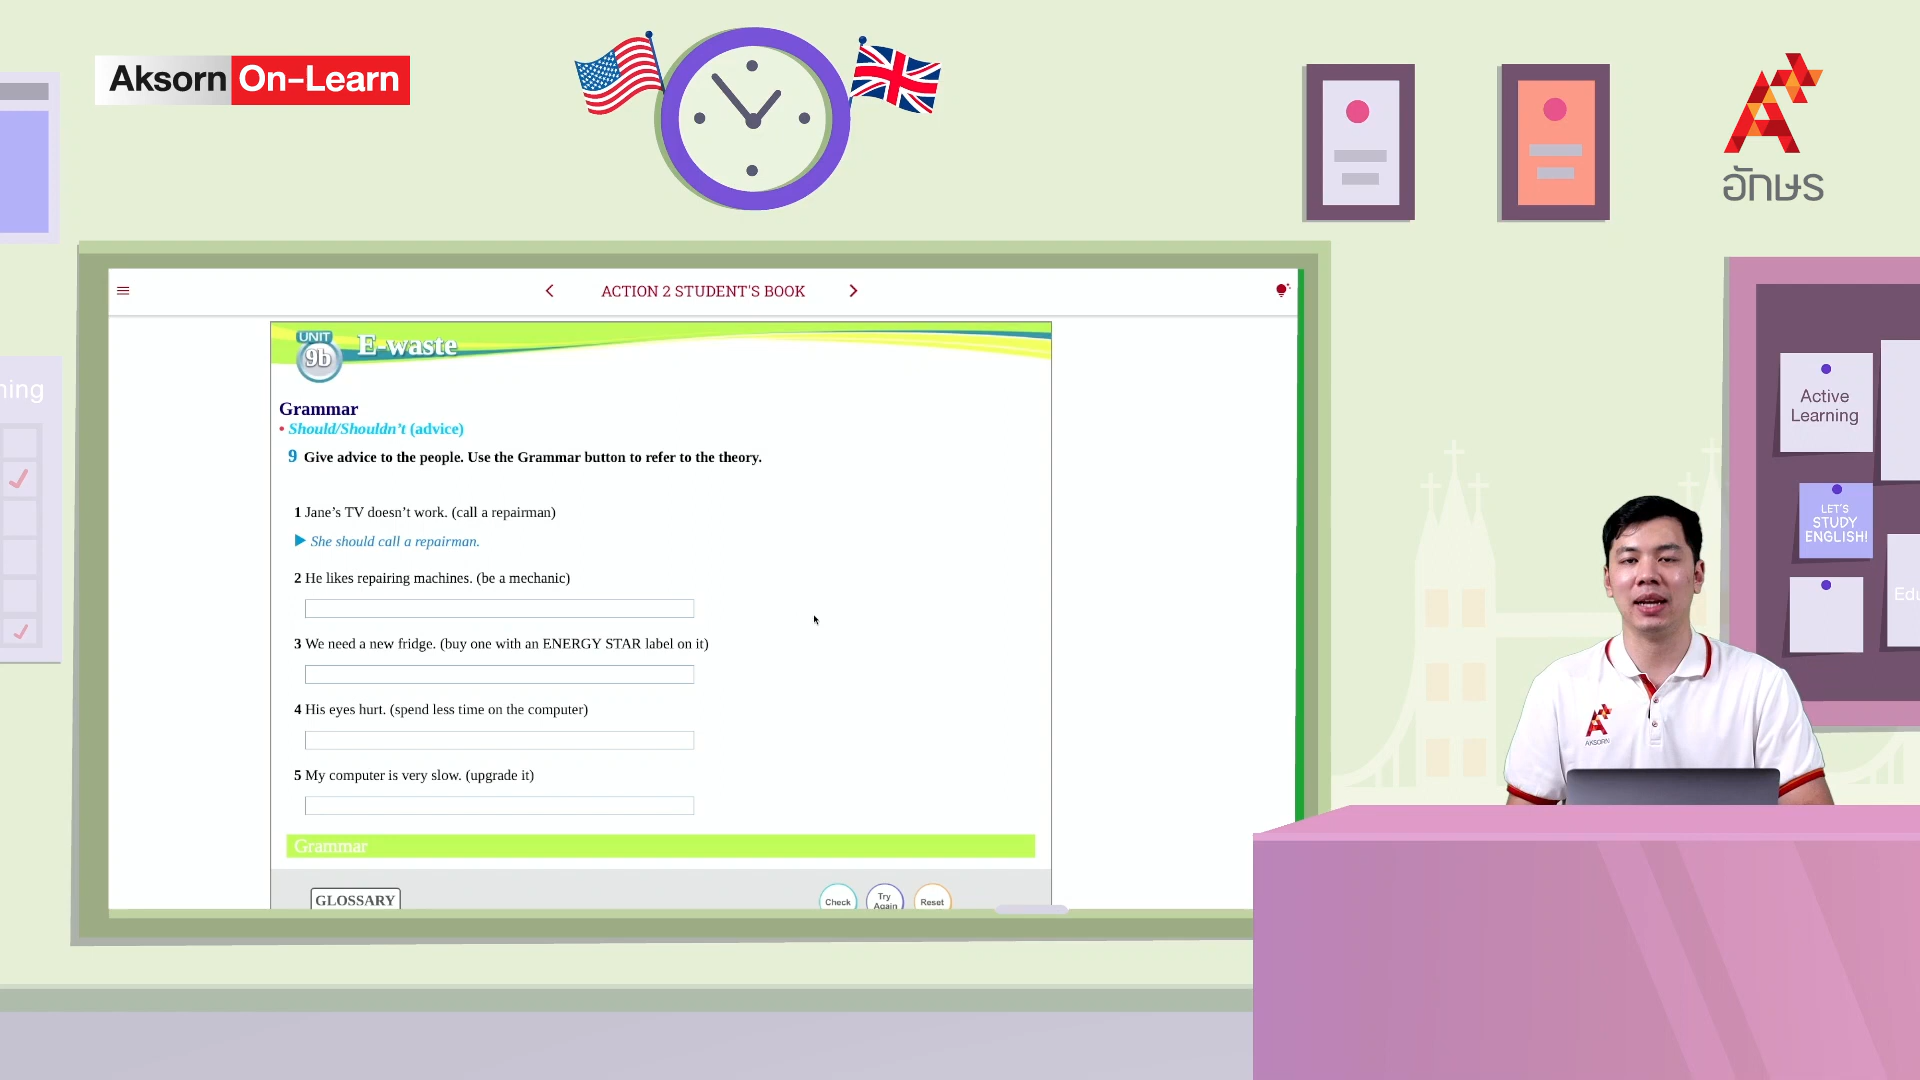 Aksorn On-Learn
อักษร
ACTION 2 STUDENT'S BOOK
UNIT
9b
E-waste
Grammar
• Should/Shouldn't (advice)
9 Give advice to the people. Use the Grammar button to refer to the theory.
1 Jane's TV doesn't work. (call a repairman)
She should call a repairman.
2 He likes repairing machines. (be a mechanic)
3 We need a new fridge. (buy one with an ENERGY STAR label on it)
4 His eyes hurt. (spend less time on the computer)
5 My computer is very slow. (upgrade it)
Grammar
GLOSSARY
Check
Try
Again
Reset
Active
Learning
LET'S
STUDY
ENGLISH!
AKSORN